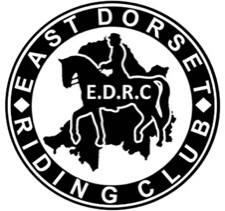 EAST DORSET
E.D.R.C
RIDING CLUB